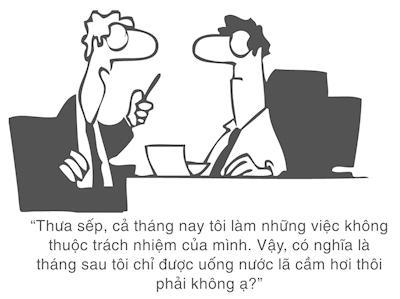 “Thưa sếp, cả tháng nay tôi làm những việc không
thuộc trách nhiệm của mình. Vậy, có nghĩa là
tháng sau tôi chỉ được uống nước lã cầm hơi thôi
phải không ạ?”